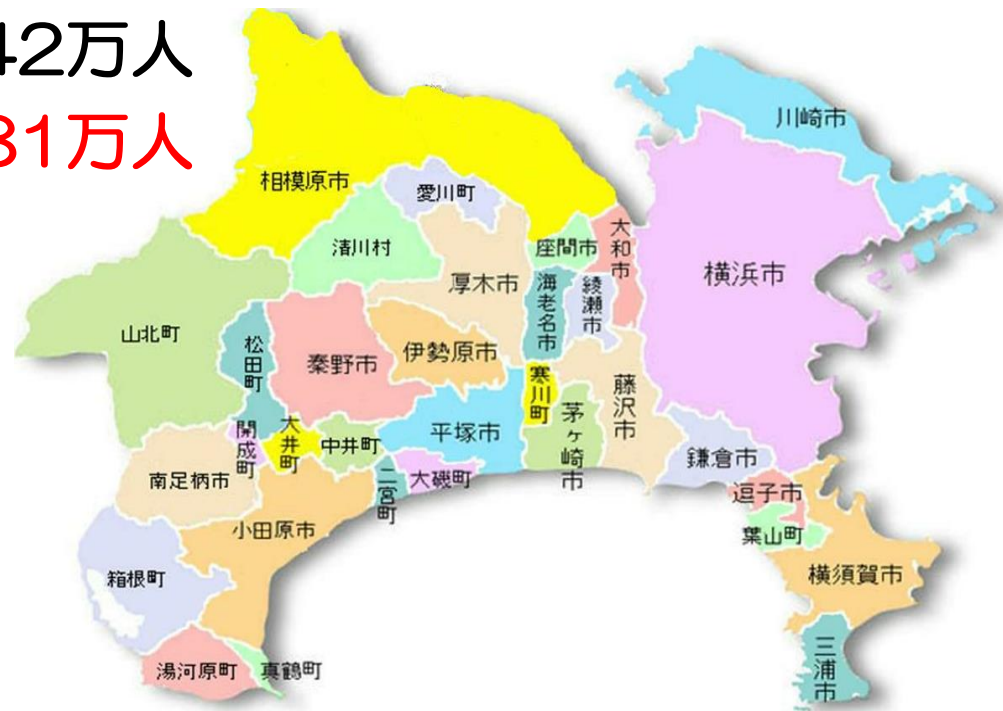 42万人
81万人
川崎市
相模原市
愛川町
大和市
清川村
座間市
厚木市
横浜市
海老名市
綾瀬市
山北町
松田町
秦野市
伊勢原市
寒川町
藤沢市
茅ヶ崎市
開成町
大井町
中井町
平塚市
鎌倉市
南足柄市
二宮町
大磯町
逗子市
小田原市
葉山町
箱根町
横須賀市
湯河原町
真鶴町
三浦市